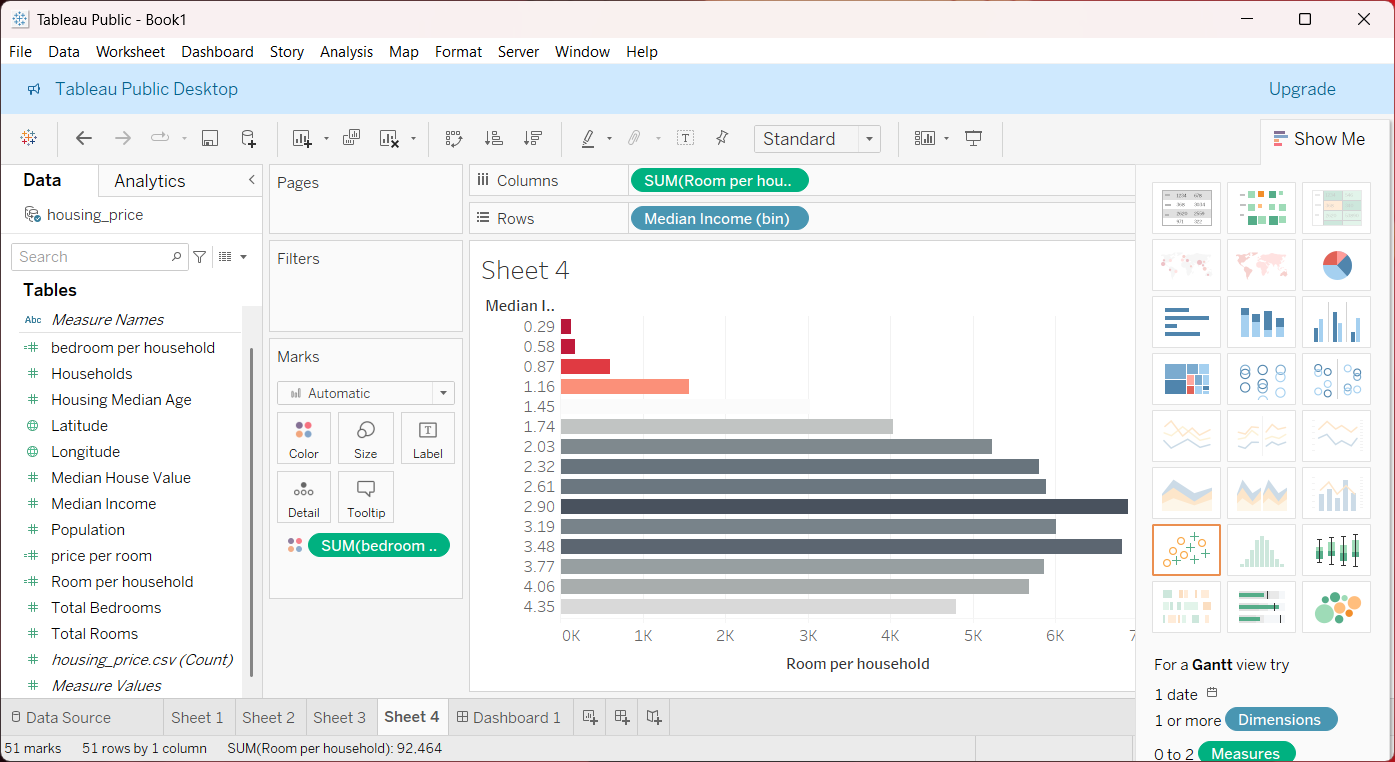 Tableau Public - Book1
File Data Worksheet Dashboard Story Analysis Map Format Server Window Help
Tableau Public Desktop
Upgrade
Standard
Show Me
Data
Analytics
housing_price
Search
Tables
Abc Measure Names
bedroom per household
Households
Housing Median Age
Latitude
Longitude
Median House Value
Median Income
Population
price per room
Room per household
Total Bedrooms
Total Rooms
housing_price.csv (Count)
Measure Values
Pages
Filters
Marks
Automatic
Color
Size
Label
Detail
Tooltip
SUM(bedroom ..
Columns
SUM(Room per hou..
Rows
Median Income (bin)
Sheet 4
Median I..
0.29
0.58
0.87
1.16
1.45
1.74
2.03
2.32
2.61
2.90
3.19
3.48
3.77
4.06
4.35
0K 1K 2K 3K 4K 5K 6K 7
Room per household
For a Gantt view try
1 date
1 or more Dimensions
0 to 2 Measures
Data Source
Sheet 1
Sheet 2
Sheet 3
Sheet 4
Dashboard 1
51 marks 51 rows by 1 column SUM(Room per household): 92,464